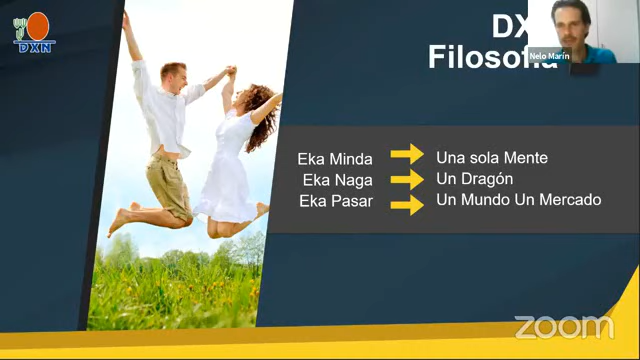 DXN
DX
Filosofía
Nelo Marín
Eka Minda Una sola Mente
Eka Naga Un Dragón
Eka Pasar Un Mundo Un Mercado
zoom